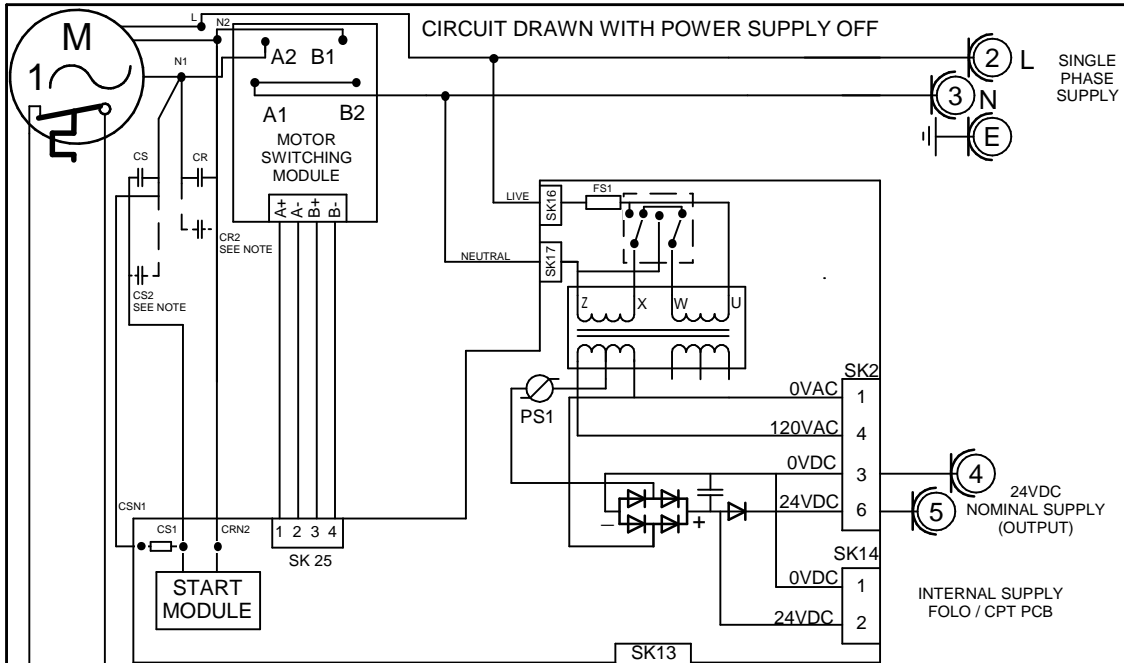 CIRCUIT DRAWN WITH POWER SUPPLY OFF
M
1
L
N2
N1
A2
B1
A1
B2
MOTOR
SWITCHING
MODULE
A+
A-
B+
B-
2
L
3
N
E
SINGLE
PHASE
SUPPLY
CS
CR
CR2
SEE NOTE
CS2
SEE NOTE
LIVE
SK16
FS1
NEUTRAL
SK17
Z
X
W
U
PS1
SK2
0VAC
1
120VAC
4
0VDC
3
24VDC
6
4
5
24VDC
NOMINAL SUPPLY
(OUTPUT)
–
+
SK14
0VDC
1
24VDC
2
INTERNAL SUPPLY
FOLO / CPT PCB
CSN1
CS1
CRN2
1
2
3
4
SK 25
START
MODULE
SK13